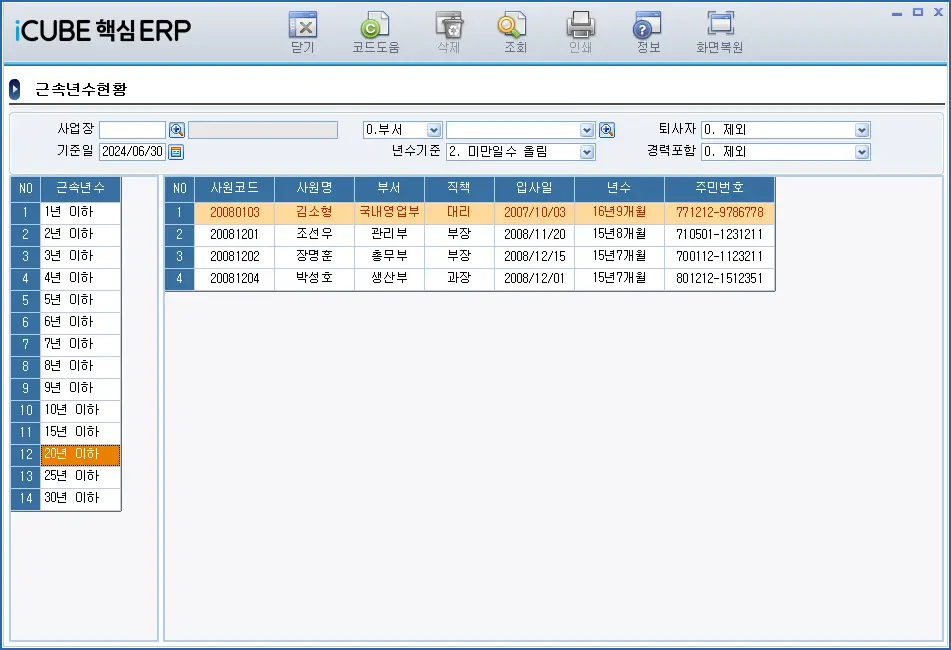 iCUBE 핵심ERP
닫기 코드도움 삭제 조회 인쇄 정보 화면복원
근속년수현황
사업장 0.부서 퇴사자 0. 제외
기준일 2024/06/30 년수기준 2. 미만일수 올림 경력포함 0. 제외
NO 근속년수
1 1년 이하
2 2년 이하
3 3년 이하
4 4년 이하
5 5년 이하
6 6년 이하
7 7년 이하
8 8년 이하
9 9년 이하
10 10년 이하
11 15년 이하
12 20년 이하
13 25년 이하
14 30년 이하
NO 사원코드 사원명 부서 직책 입사일 년수 주민번호
1 20080103 김소형 국내영업부 대리 2007/10/03 16년9개월 771212-9786778
2 20081201 조선우 관리부 부장 2008/11/20 15년8개월 710501-1231211
3 20081202 장명훈 총무부 부장 2008/12/15 15년7개월 700112-1123211
4 20081204 박성호 생산부 과장 2008/12/01 15년7개월 801212-1512351